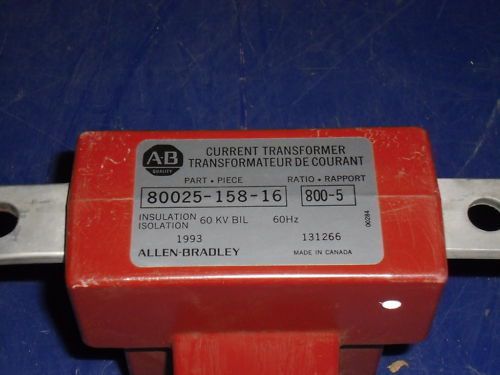 A-B
QUALITY
CURRENT TRANSFORMER
TRANSFORMATEUR DE COURANT
PART • PIECE RATIO • RAPPORT
80025-158-16 800-5
INSULATION
ISOLATION 60 KV BIL 60Hz
00284
1993 131266
ALLEN-BRADLEY MADE IN CANADA